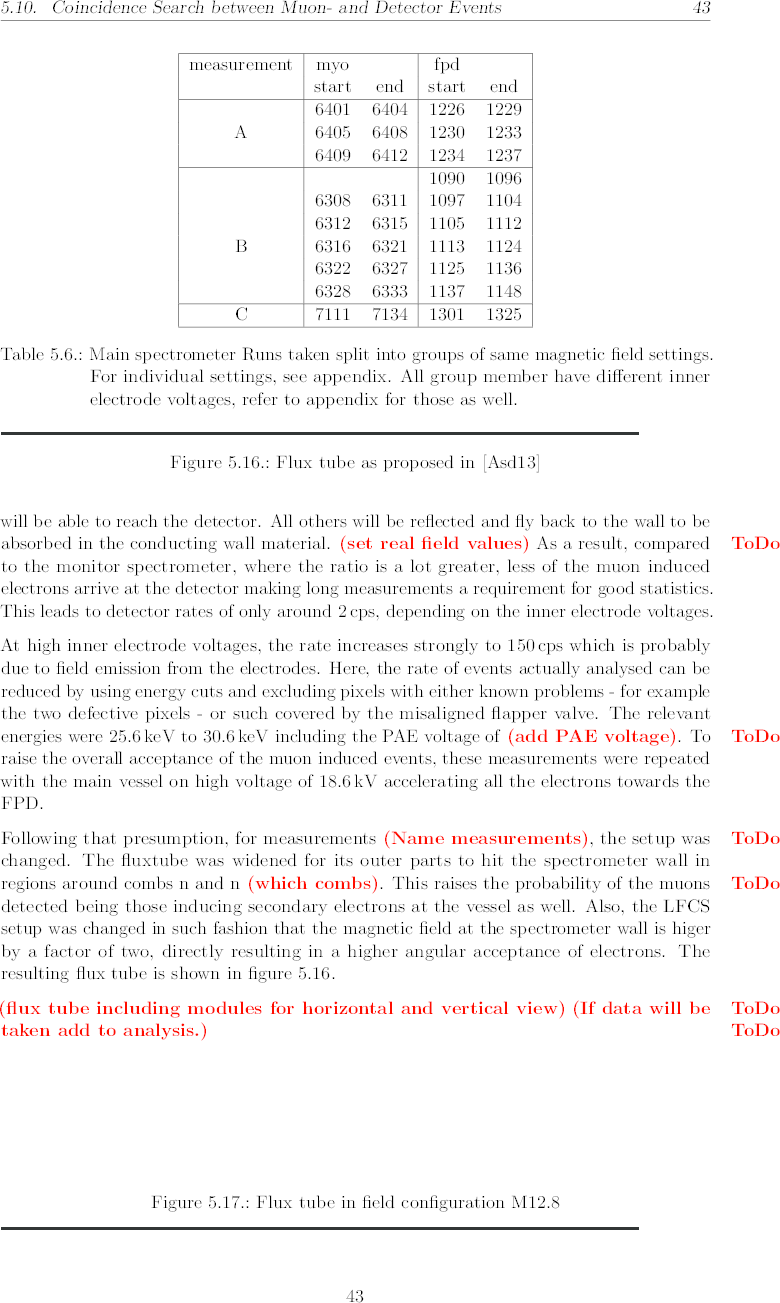 5.10. Coincidence Search between Muon- and Detector Events 43
measurement myo fpd
start end start end
6401 6404 1226 1229
A 6405 6408 1230 1233
6409 6412 1234 1237
1090 1096
6308 6311 1097 1104
6312 6315 1105 1112
B 6316 6321 1113 1124
6322 6327 1125 1136
6328 6333 1137 1148
C 7111 7134 1301 1325
Table 5.6.: Main spectrometer Runs taken split into groups of same magnetic field settings.
For individual settings, see appendix. All group member have different inner
electrode voltages, refer to appendix for those as well.
Figure 5.16.: Flux tube as proposed in [Asd13]
will be able to reach the detector. All others will be reflected and fly back to the wall to be
absorbed in the conducting wall material. (set real field values) As a result, compared ToDo
to the monitor spectrometer, where the ratio is a lot greater, less of the muon induced
electrons arrive at the detector making long measurements a requirement for good statistics.
This leads to detector rates of only around 2 cps, depending on the inner electrode voltages.
At high inner electrode voltages, the rate increases strongly to 150 cps which is probably
due to field emission from the electrodes. Here, the rate of events actually analysed can be
reduced by using energy cuts and excluding pixels with either known problems - for example
the two defective pixels - or such covered by the misaligned flapper valve. The relevant
energies were 25.6 keV to 30.6 keV including the PAE voltage of (add PAE voltage). To ToDo
raise the overall acceptance of the muon induced events, these measurements were repeated
with the main vessel on high voltage of 18.6 kV accelerating all the electrons towards the
FPD.
Following that presumption, for measurements (Name measurements), the setup was ToDo
changed. The fluxtube was widened for its outer parts to hit the spectrometer wall in
regions around combs n and n (which combs). This raises the probability of the muons ToDo
detected being those inducing secondary electrons at the vessel as well. Also, the LFCS
setup was changed in such fashion that the magnetic field at the spectrometer wall is higer
by a factor of two, directly resulting in a higher angular acceptance of electrons. The
resulting flux tube is shown in figure 5.16.
(flux tube including modules for horizontal and vertical view) (If data will be ToDo
taken add to analysis.) ToDo
Figure 5.17.: Flux tube in field configuration M12.8
43